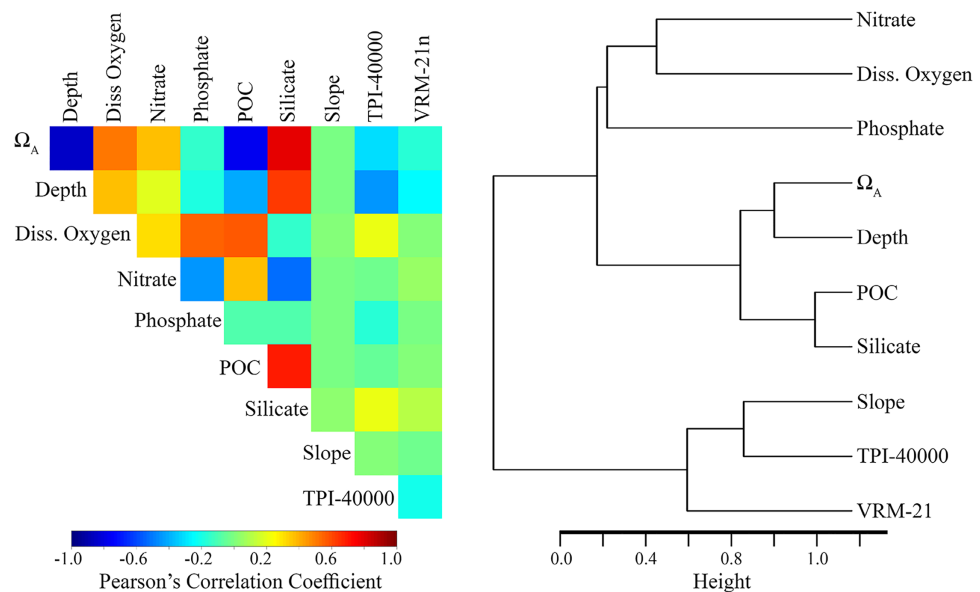 Depth
Diss Oxygen
Nitrate
Phosphate
POC
Silicate
Slope
TPI-40000
VRM-21n
Ω_A
Depth
Diss. Oxygen
Nitrate
Phosphate
POC
Silicate
Slope
TPI-40000
-1.0 -0.6 -0.2 0.2 0.6 1.0
Pearson's Correlation Coefficient
Nitrate
Diss. Oxygen
Phosphate
Ω_A
Depth
POC
Silicate
Slope
TPI-40000
VRM-21
0.0 0.4 0.8 1.0
Height